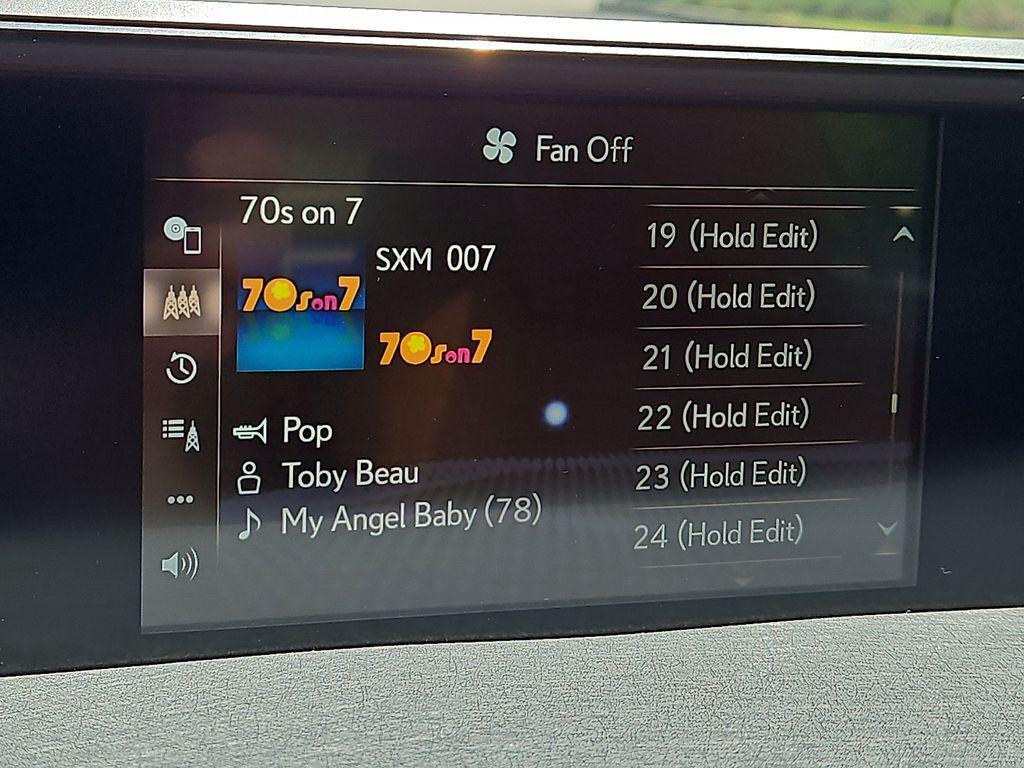 Fan Off
70s on 7
SXM 007
70s on 7
70s on 7
Pop
Toby Beau
My Angel Baby (78)
19 (Hold Edit)
20 (Hold Edit)
21 (Hold Edit)
22 (Hold Edit)
23 (Hold Edit)
24 (Hold Edit)